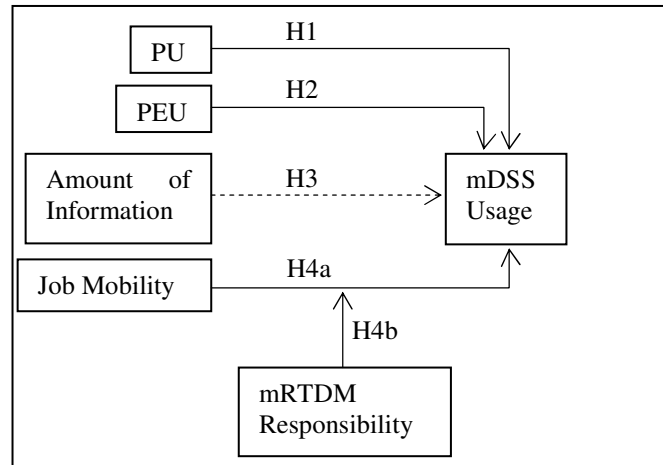 H1
PU
H2
PEU
Amount of
Information
H3
mDSS
Usage
H4a
Job Mobility
H4b
mRTDM
Responsibility